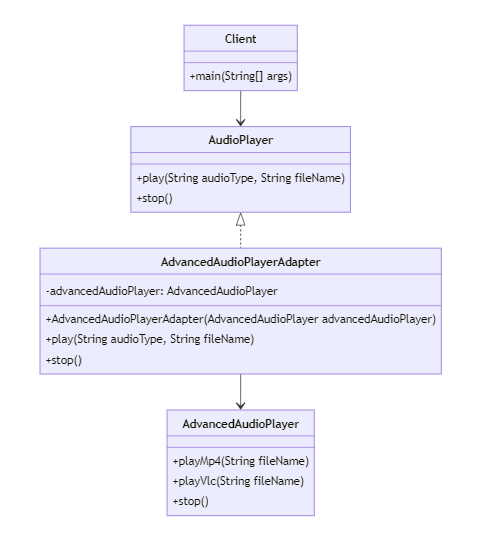 Client
+main(String[] args)
AudioPlayer
+play(String audioType, String fileName)
+stop()
AdvancedAudioPlayerAdapter
-advancedAudioPlayer: AdvancedAudioPlayer
+AdvancedAudioPlayerAdapter(AdvancedAudioPlayer advancedAudioPlayer)
+play(String audioType, String fileName)
+stop()
AdvancedAudioPlayer
+playMp4(String fileName)
+playVlc(String fileName)
+stop()